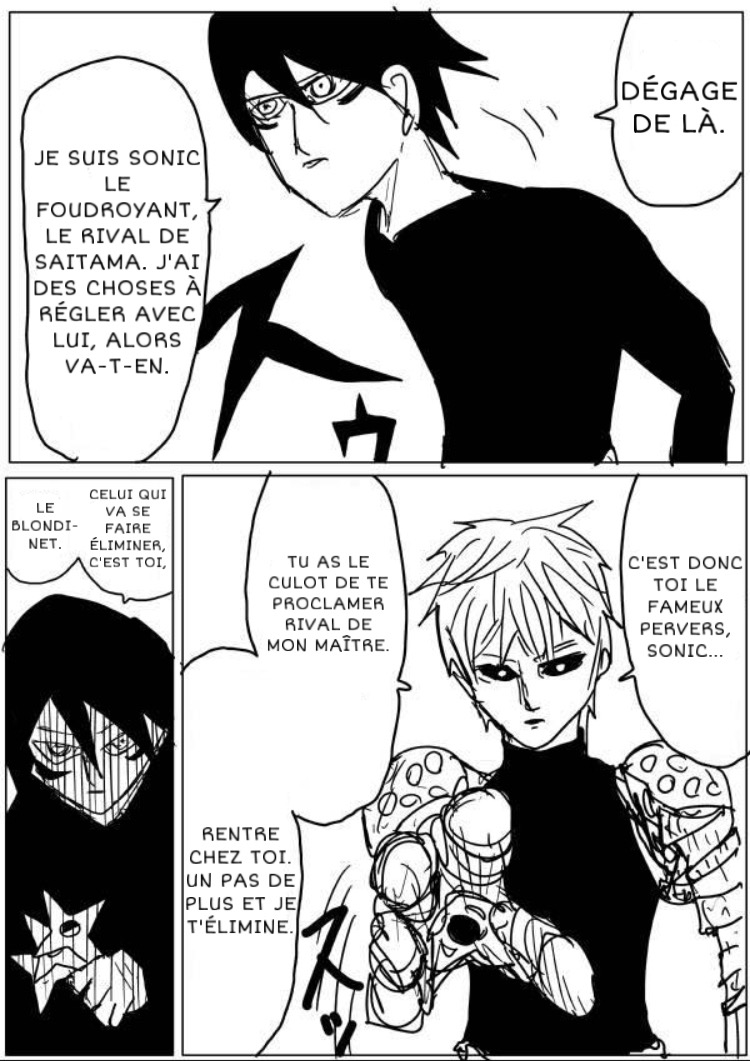 DÉGAGE
DE LÀ.
JE SUIS SONIC
LE
FOUDROYANT,
LE RIVAL DE
SAITAMA. J'AI
DES CHOSES À
RÉGLER AVEC
LUI, ALORS
VA-T-EN.
C'EST DONC
TOI LE
FAMEUX
PERVERS,
SONIC...
TU AS LE
CULOT DE TE
PROCLAMER
RIVAL DE
MON MAÎTRE.
RENTRE
CHEZ TOI.
UN PAS DE
PLUS ET JE
T'ÉLIMINE.
スッ
CELUI QUI
VA SE
FAIRE
ÉLIMINER,
C'EST TOI,
LE
BLONDI-
NET.